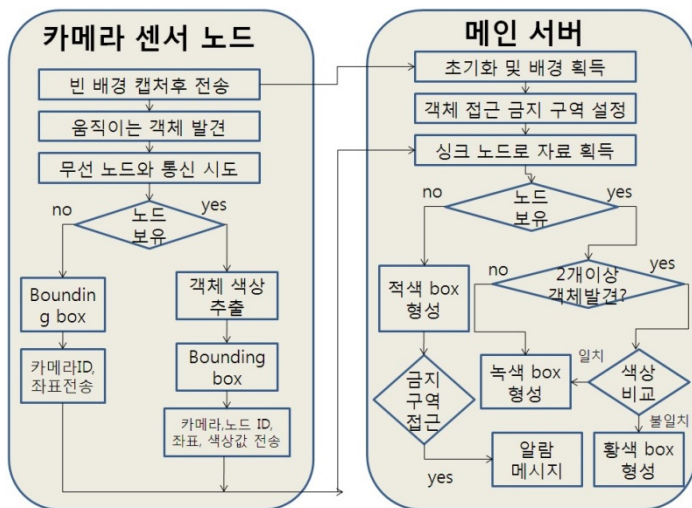 카메라 센서 노드
빈 배경 캡처후 전송
움직이는 객체 발견
무선 노드와 통신 시도
no
노드
보유
yes
Boundin
g box
카메라ID,
좌표전송
객체 색상
추출
Bounding
box
카메라,노드 ID,
좌표, 색상값 전송
메인 서버
초기화 및 배경 획득
객체 접근 금지 구역 설정
싱크 노드로 자료 획득
no
노드
보유
yes
적색 box
형성
금지
구역
접근
yes
알람
메시지
no
2개이상
객체발견?
yes
녹색 box
형성
일치
색상
비교
불일치
황색 box
형성